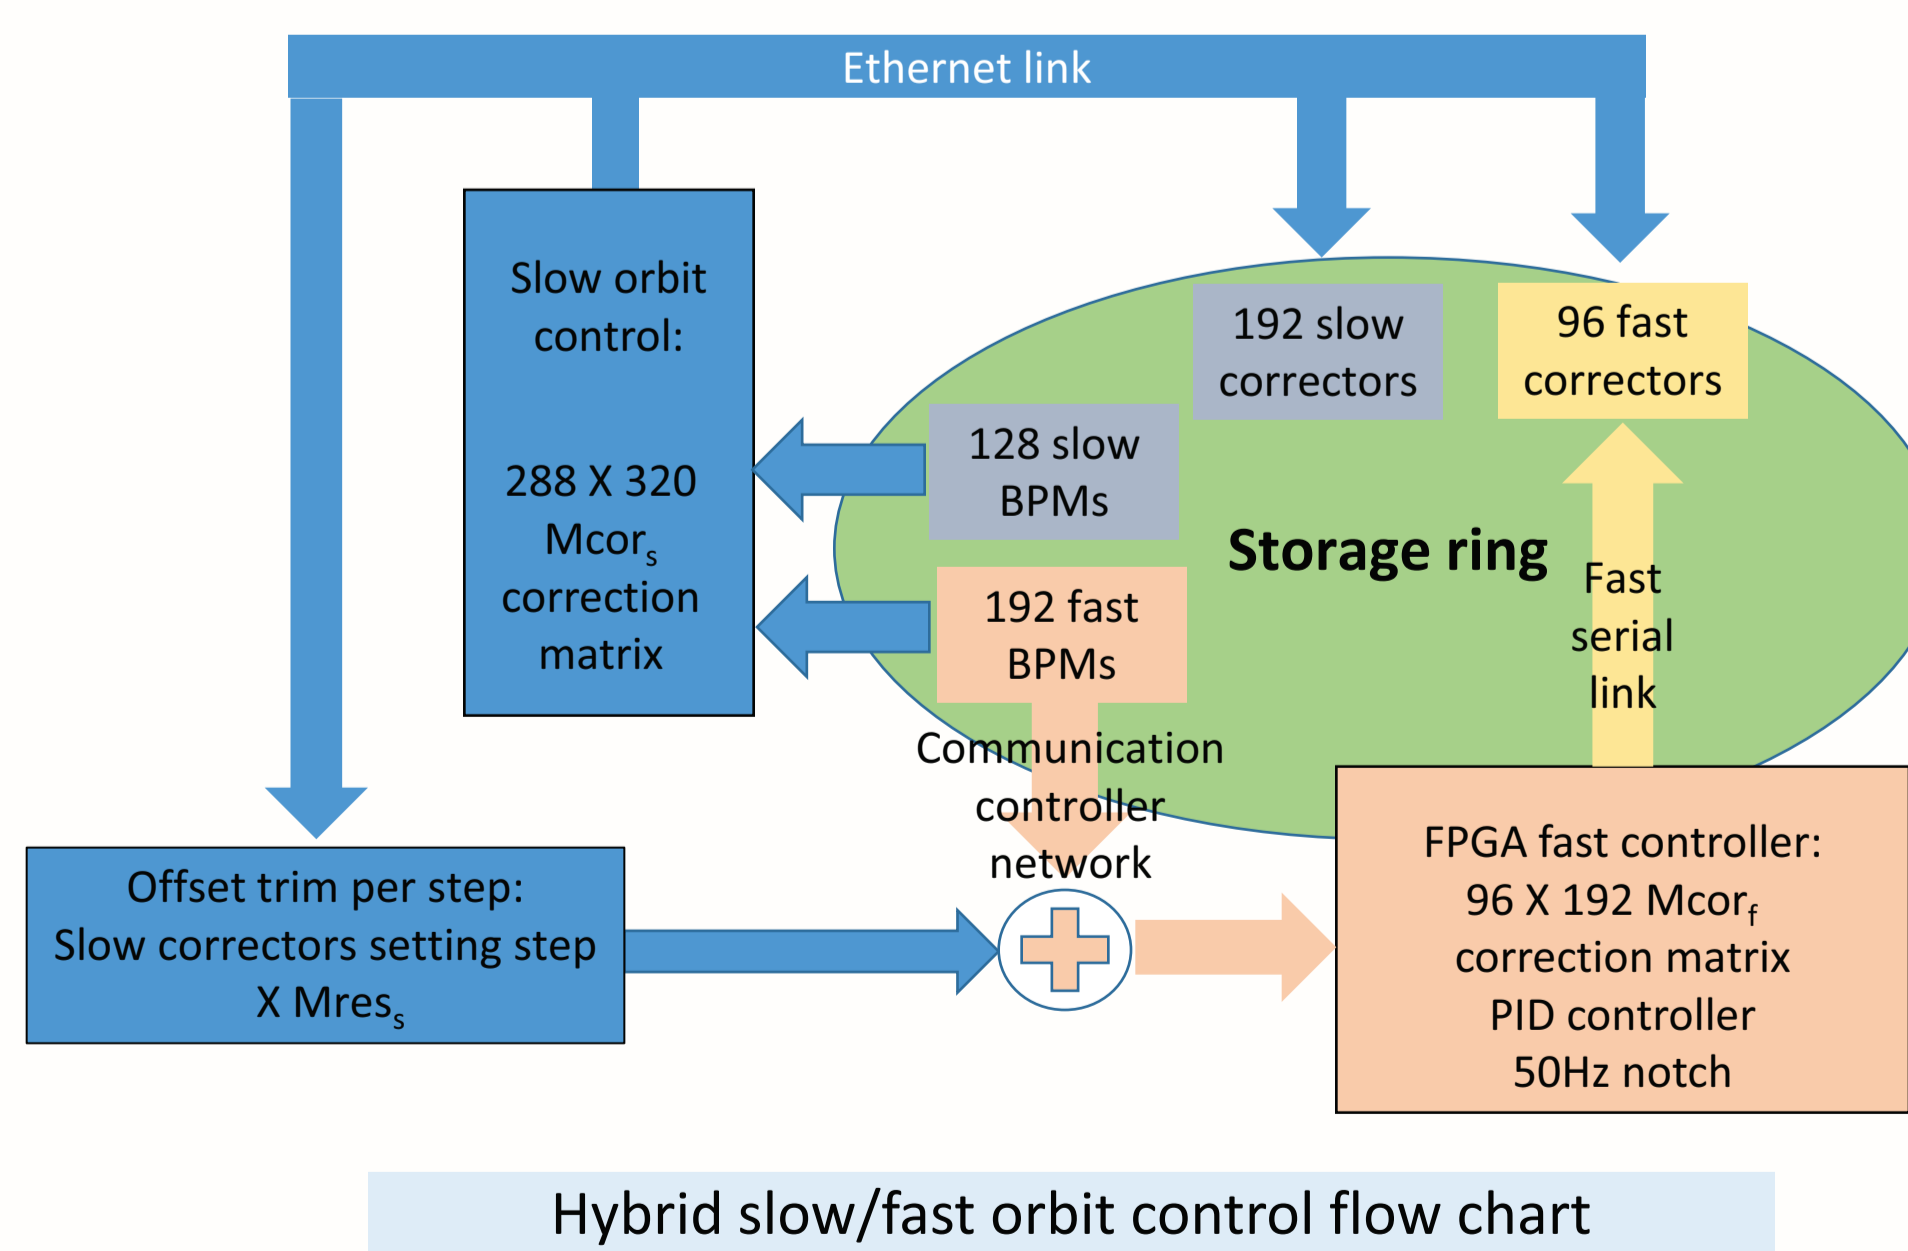 Ethernet link
Slow orbit
control:
288 X 320
Mcorₛ
correction
matrix
192 slow
correctors
96 fast
correctors
128 slow
BPMs
192 fast
BPMs
Storage ring
Fast
serial
link
Communication
controller
network
Offset trim per step:
Slow correctors setting step
X Mresₛ
FPGA fast controller:
96 X 192 Mcor_f
correction matrix
PID controller
50Hz notch
Hybrid slow/fast orbit control flow chart